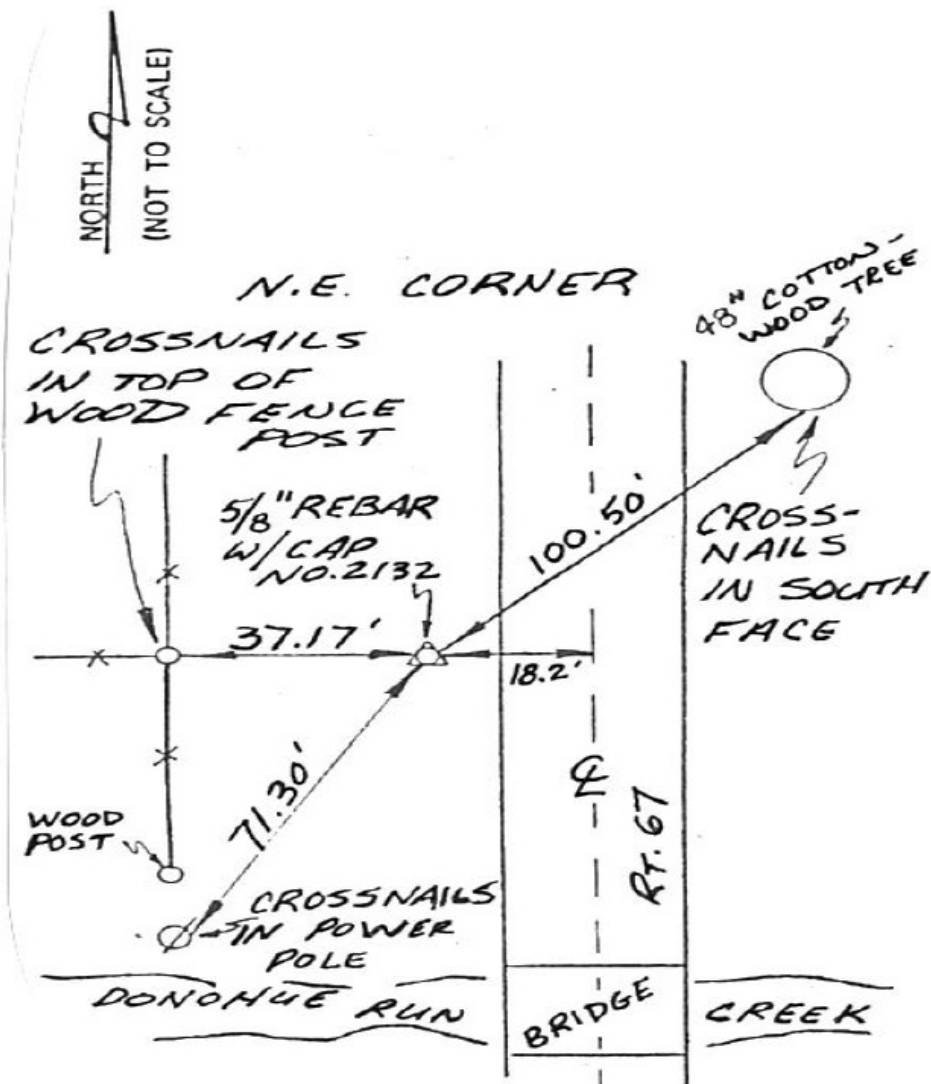 NORTH
(NOT TO SCALE)
N.E. CORNER
48" COTTON-
WOOD TREE
CROSSNAILS
IN TOP OF
WOOD FENCE
POST
5/8" REBAR
W/CAP
NO.2132
100.50'
CROSS-
NAILS
IN SOUTH
FACE
37.17'
18.2'
71.30'
℄
RT. 67
WOOD
POST
CROSSNAILS
IN POWER
POLE
DONOHUE RUN
BRIDGE
CREEK